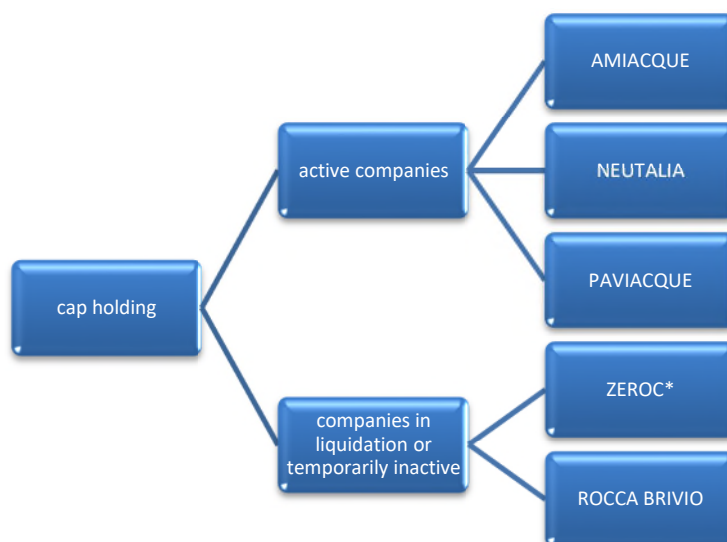 AMIACQUE
active companies
NEUTALIA
PAVIACQUE
cap holding
ZEROC*
companies in
liquidation or
temporarily inactive
ROCCA BRIVIO